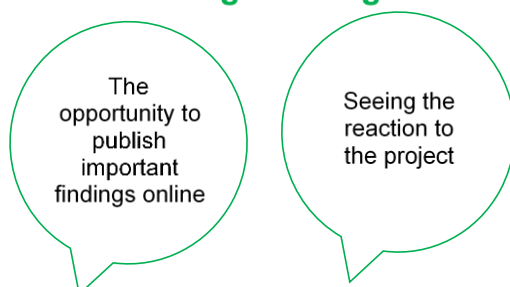 The
opportunity to
publish
important
findings online
Seeing the
reaction to
the project